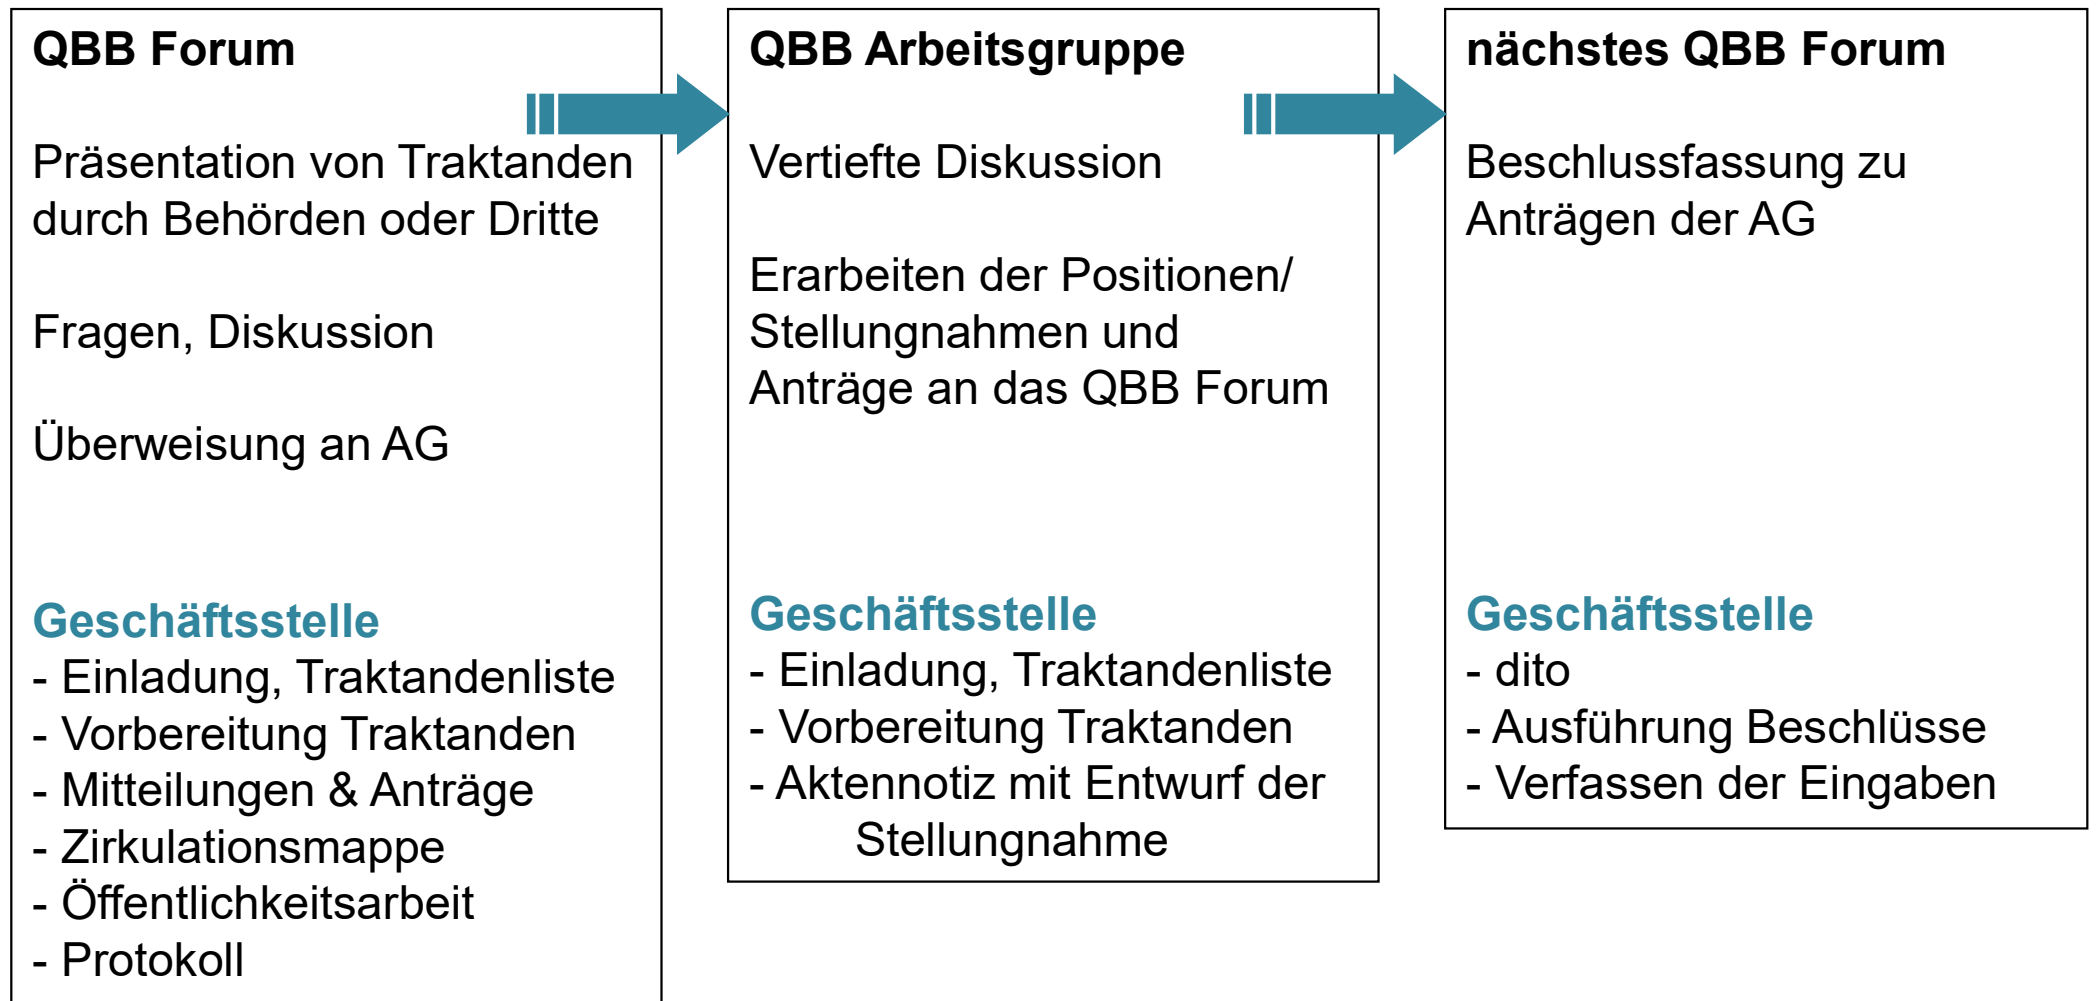 QBB Forum
Präsentation von Traktanden
durch Behörden oder Dritte
Fragen, Diskussion
Überweisung an AG
Geschäftsstelle
- Einladung, Traktandenliste
- Vorbereitung Traktanden
- Mitteilungen & Anträge
- Zirkulationsmappe
- Öffentlichkeitsarbeit
- Protokoll
QBB Arbeitsgruppe
Vertiefte Diskussion
Erarbeiten der Positionen/
Stellungnahmen und
Anträge an das QBB Forum
Geschäftsstelle
- Einladung, Traktandenliste
- Vorbereitung Traktanden
- Aktennotiz mit Entwurf der
Stellungnahme
nächstes QBB Forum
Beschlussfassung zu
Anträgen der AG
Geschäftsstelle
- dito
- Ausführung Beschlüsse
- Verfassen der Eingaben